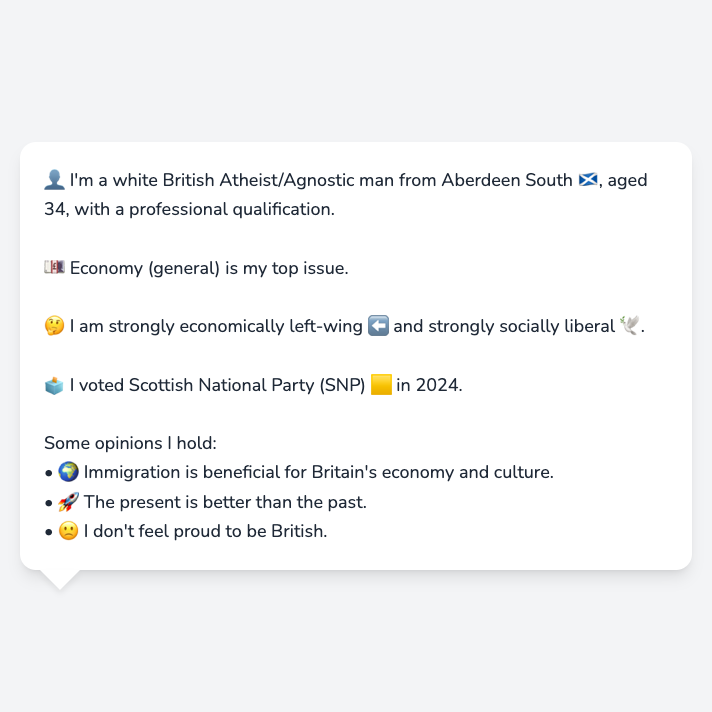 👤 I'm a white British Atheist/Agnostic man from Aberdeen South 🏴󠁧󠁢󠁳󠁣󠁴󠁿, aged
34, with a professional qualification.
💷 Economy (general) is my top issue.
🤔 I am strongly economically left-wing ⬅️ and strongly socially liberal 🕊️.
🗳️ I voted Scottish National Party (SNP) 🟨 in 2024.
Some opinions I hold:
• 🌍 Immigration is beneficial for Britain's economy and culture.
• 🚀 The present is better than the past.
• 🙁 I don't feel proud to be British.